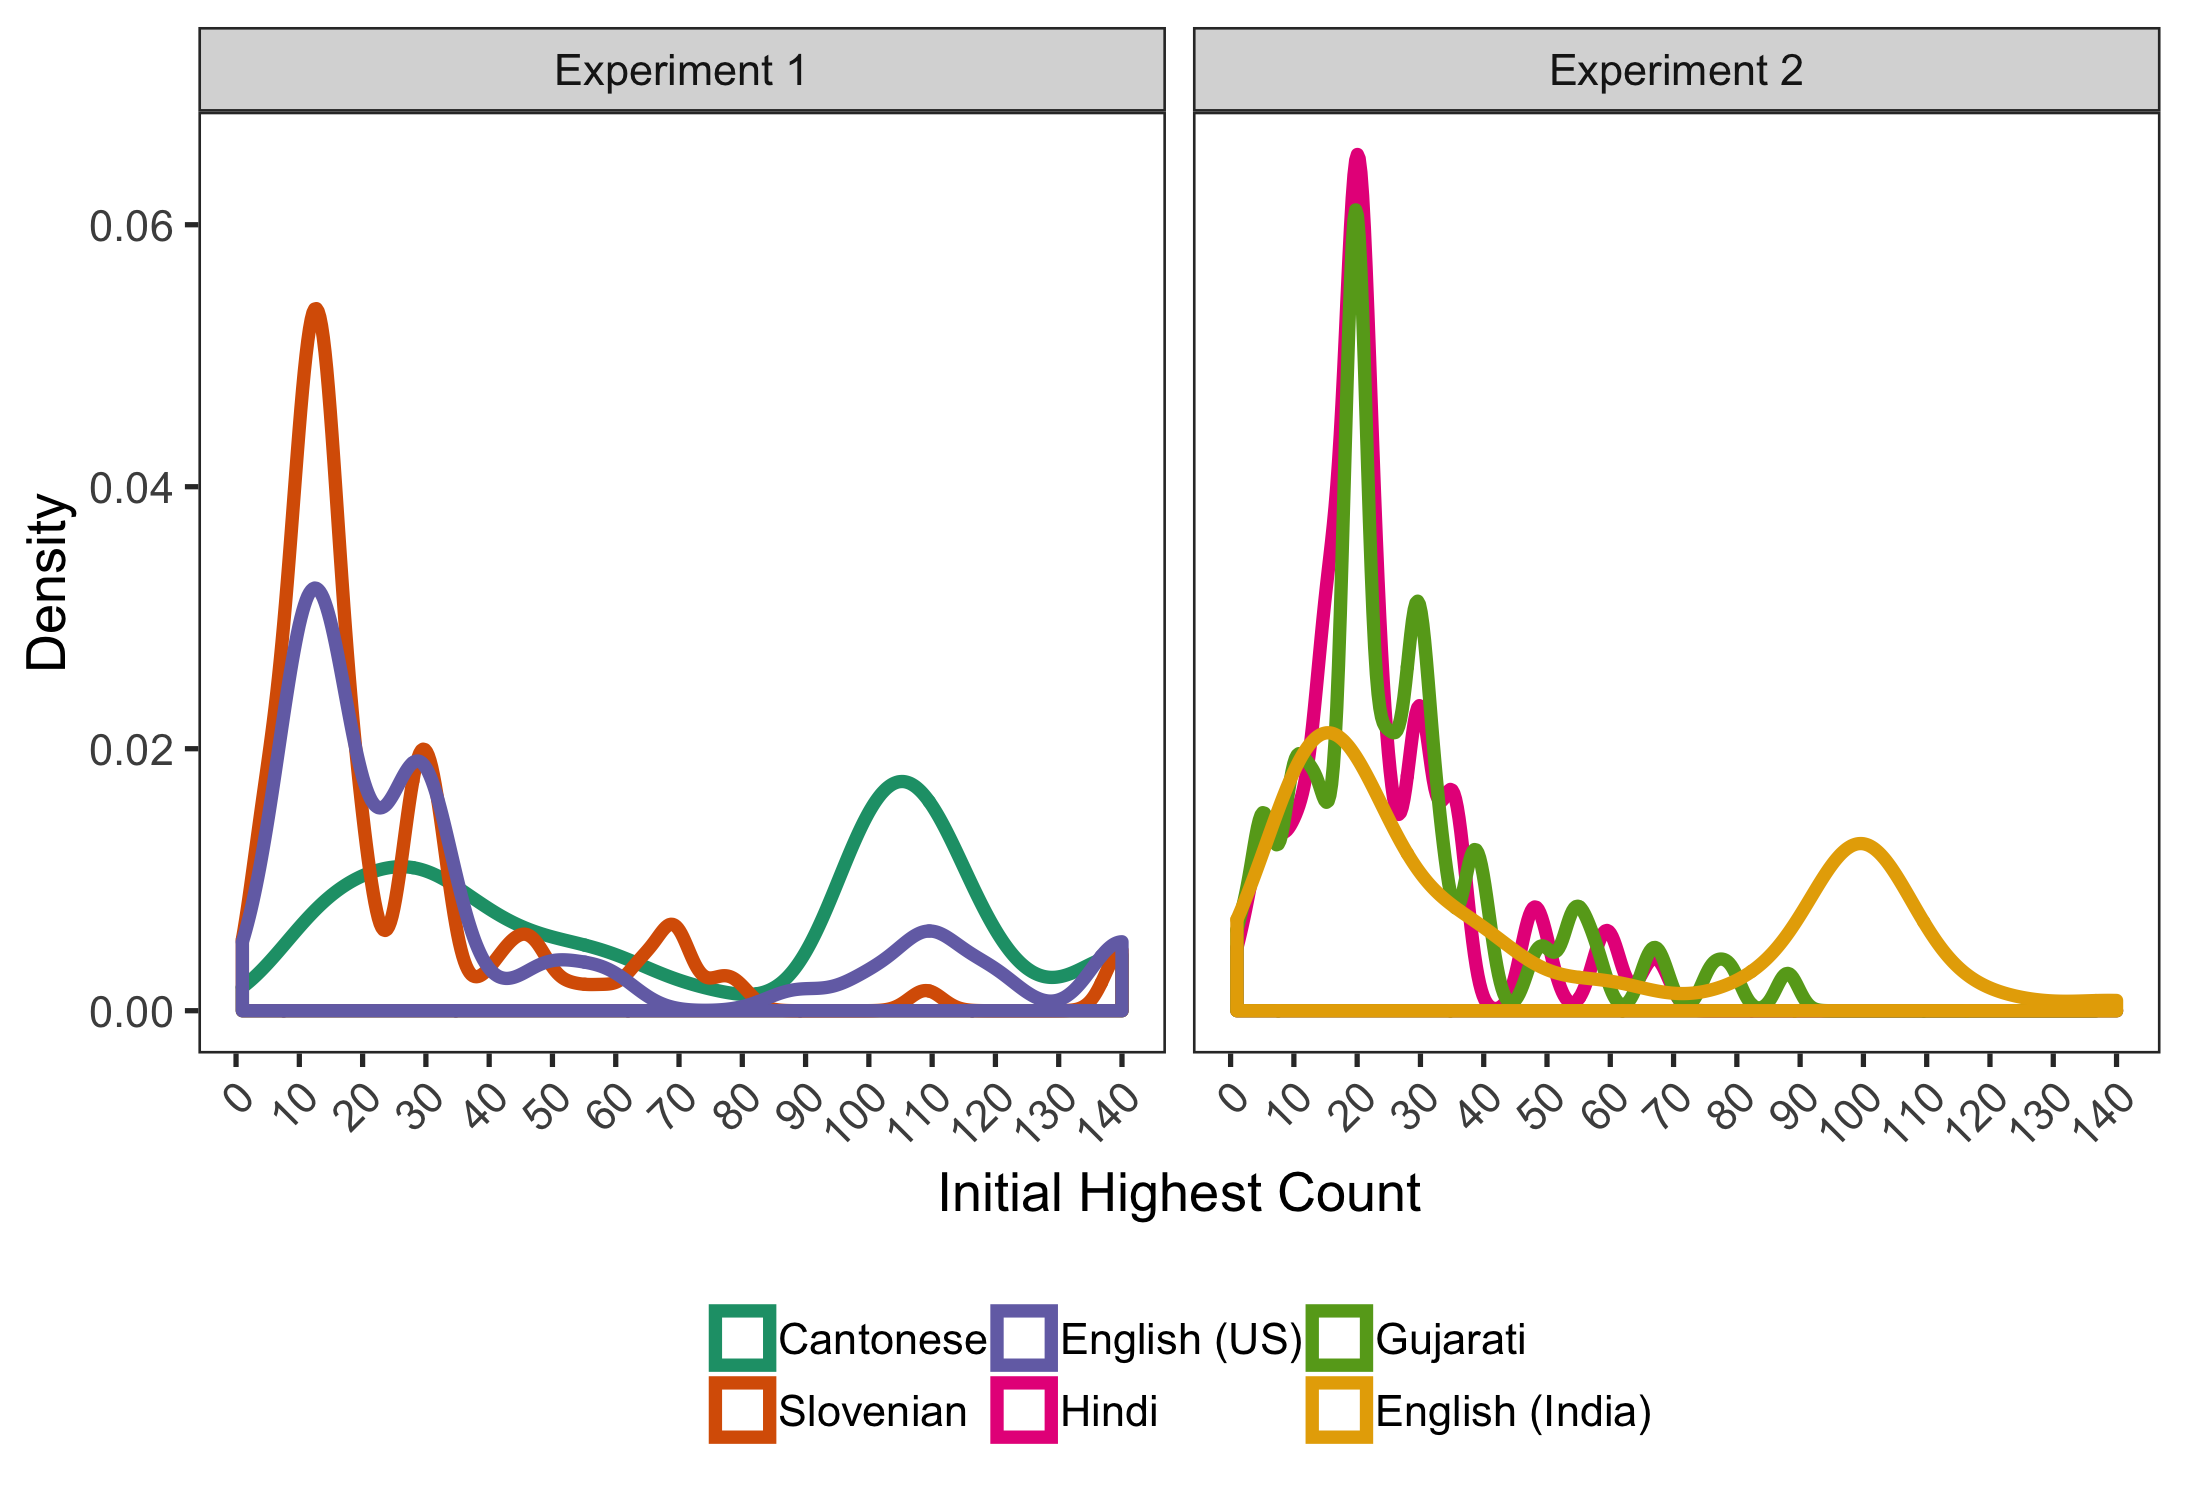 Experiment 1
Experiment 2
Density
0.06
0.04
0.02
0.00
0 10 20 30 40 50 60 70 80 90 100 110 120 130 140
0 10 20 30 40 50 60 70 80 90 100 110 120 130 140
Initial Highest Count
Cantonese English (US) Gujarati
Slovenian Hindi English (India)